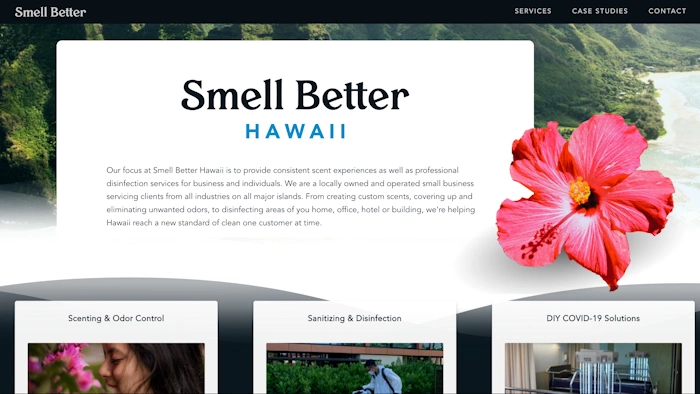 Smell Better
SERVICES CASE STUDIES CONTACT
Smell Better
HAWAII
Our focus at Smell Better Hawaii is to provide consistent scent experiences as well as professional
disinfection services for business and individuals. We are a locally owned and operated small business
servicing clients from all industries on all major islands. From creating custom scents, covering up and
eliminating unwanted odors, to disinfecting areas of you home, office, hotel or building, we're helping
Hawaii reach a new standard of clean one customer at time.
Scenting & Odor Control
Sanitizing & Disinfection
DIY COVID-19 Solutions